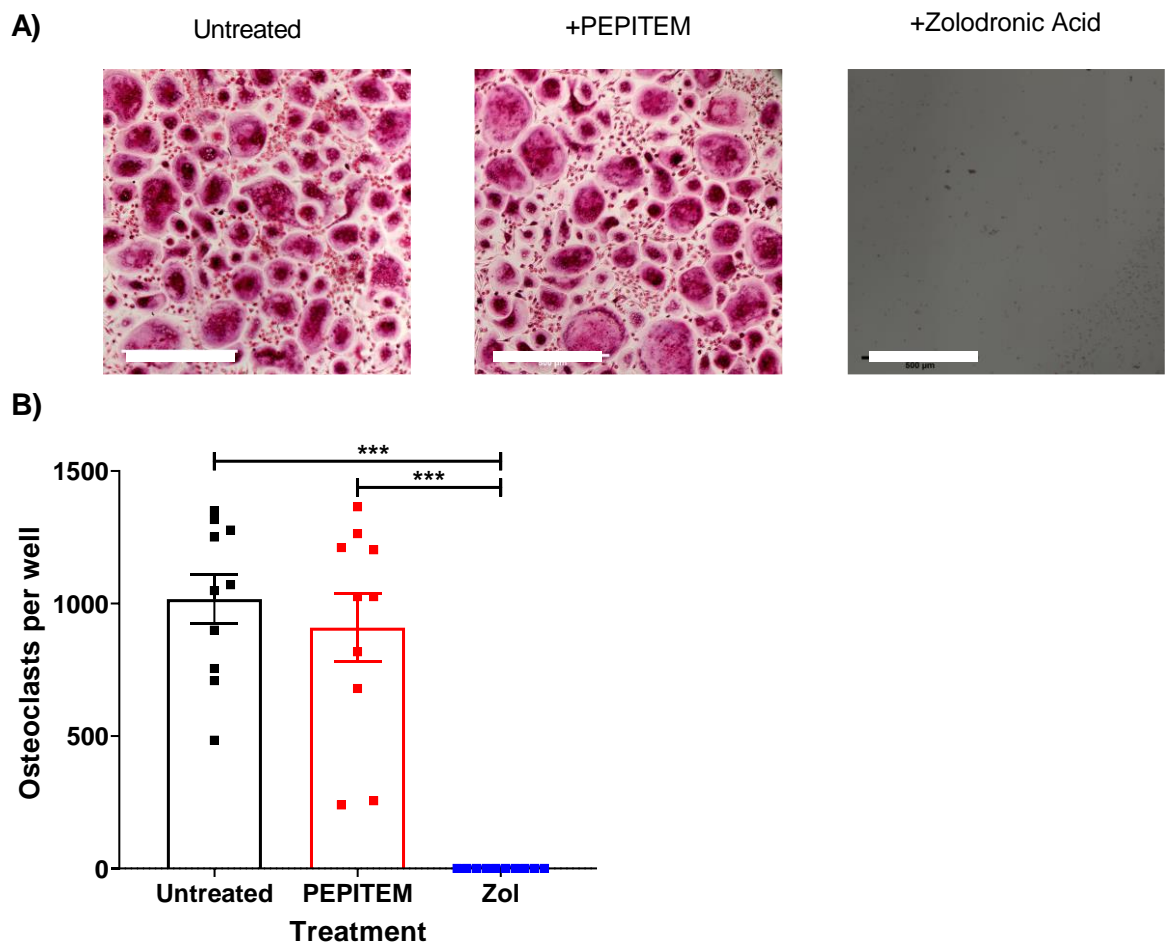 A)
Untreated
+PEPITEM
+Zolodronic Acid
500 µm
B)
***
***
1500
1000
500
0
Osteoclasts per well
Untreated PEPITEM Zol
Treatment